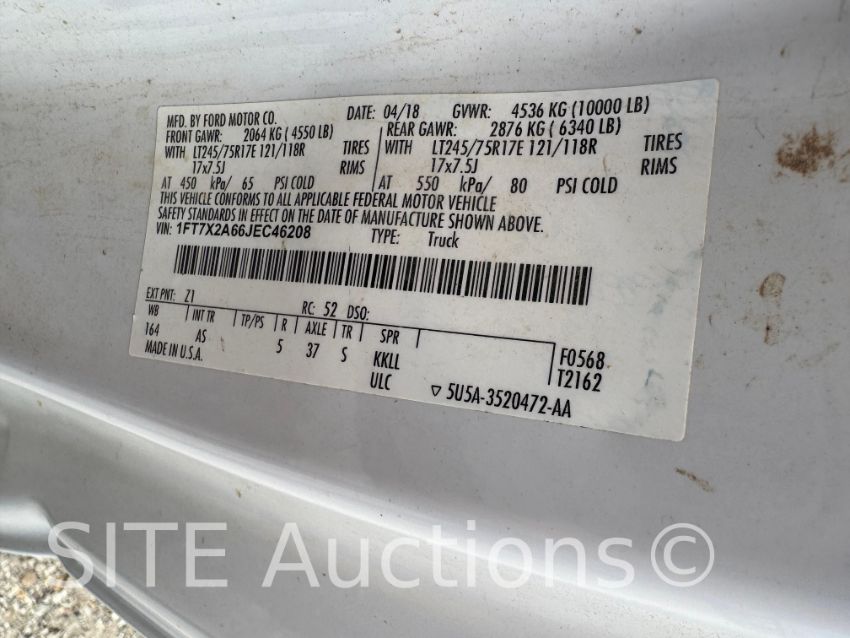 MFD. BY FORD MOTOR CO. DATE: 04/18 GVWR: 4536 KG (10000 LB)
FRONT GAWR: 2064 KG ( 4550 LB) REAR GAWR: 2876 KG ( 6340 LB)
WITH LT245/75R17E 121/118R TIRES WITH LT245/75R17E 121/118R TIRES
17x7.5J RIMS 17x7.5J RIMS
AT 450 kPa/ 65 PSI COLD AT 550 kPa/ 80 PSI COLD
THIS VEHICLE CONFORMS TO ALL APPLICABLE FEDERAL MOTOR VEHICLE
SAFETY STANDARDS IN EFFECT ON THE DATE OF MANUFACTURE SHOWN ABOVE.
VIN: 1FT7X2A66JEC46208 TYPE: Truck
EXT PNT: Z1 RC: 52 DSO:
WB INT TR TP/PS R AXLE TR SPR F0568
164 AS 5 37 S KKLL T2162
MADE IN U.S.A. ULC ▽ 5U5A-3520472-AA
SITE Auctions©